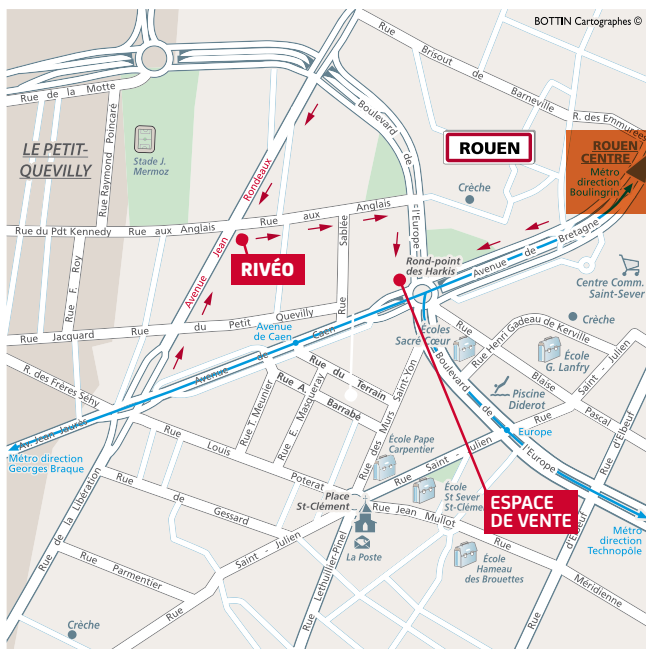 BOTTIN Cartographes ©
Brisout de Barneville
Rue de la Motte
Boulevard de l'Europe
R. des Emmurées
Rue Raymond Poincaré
LE PETIT-
QUEVILLY
Stade J.
Mermoz
ROUEN
ROUEN
CENTRE
Métro
direction
Boulingrin
Crèche
Avenue Jean Rondeaux
Rue du Pdt Kennedy
Rue aux Anglais
Rue aux Anglais
Rue Sablée
Avenue de Bretagne
RIVÉO
Rond-point
des Harkis
Centre Comm.
Saint-Sever
Rue F. Roy
Rue Jacquard
Rue du Petit Quevilly
Avenue
de Caen
Avenue de Caen
Crèche
Écoles
Sacré Cœur
Rue Henri Gadeau de Kerville
École
G. Lanfry
Rue Saint-Julien
Rue Blaise Pascal
R. des Frères Séhy
Rue du Terrain
Rue A. Barrabé
Rue T. Meunier
Rue E. Masqueray
Rue des Murs Saint-Yon
Piscine
Diderot
Boulevard de l'Europe
Europe
Rue d'Elbeuf
Av. Jean Jaurès
Métro direction
Georges Braque
Rue Louis Poterat
École Pape
Carpentier
Rue Saint-Julien
École
St Sever
St-Clément
Place
St-Clément
ESPACE
DE VENTE
Rue de la Libération
Rue de Gessard
Rue Jean Mullot
Métro
direction
Technopôle
La Poste
Rue Saint-Julien
Rue Lethuillier-Pinel
École
Hameau
des Brouettes
Rue Méridienne
Rue Parmentier
Rue d'Elbeuf
Crèche